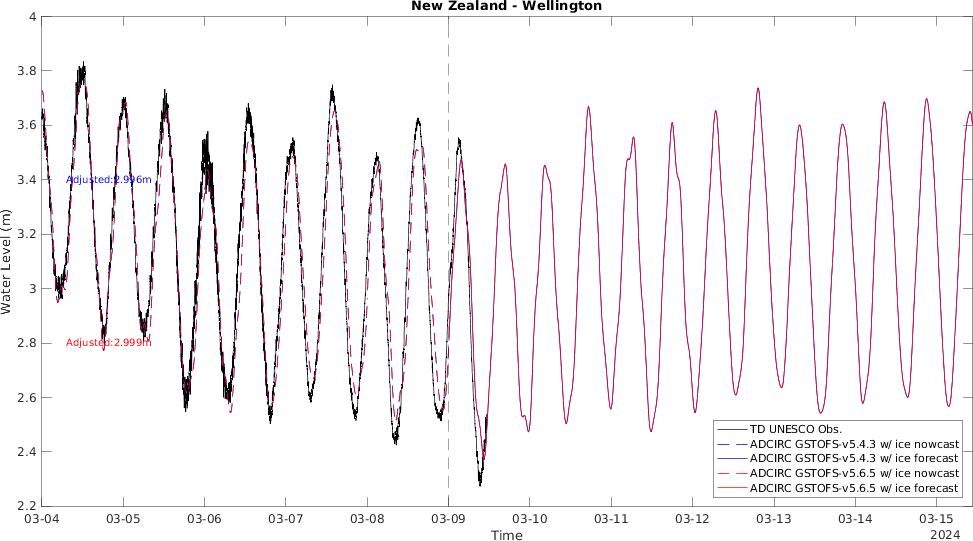 New Zealand - Wellington
4
3.8
3.6
3.4
3.2
3
2.8
2.6
2.4
2.2
Water Level (m)
Adjusted:2.996m
Adjusted:2.999m
TD UNESCO Obs.
ADCIRC GSTOFS-v5.4.3 w/ ice nowcast
ADCIRC GSTOFS-v5.4.3 w/ ice forecast
ADCIRC GSTOFS-v5.6.5 w/ ice nowcast
ADCIRC GSTOFS-v5.6.5 w/ ice forecast
03-04 03-05 03-06 03-07 03-08 03-09 03-10 03-11 03-12 03-13 03-14 03-15
2024
Time